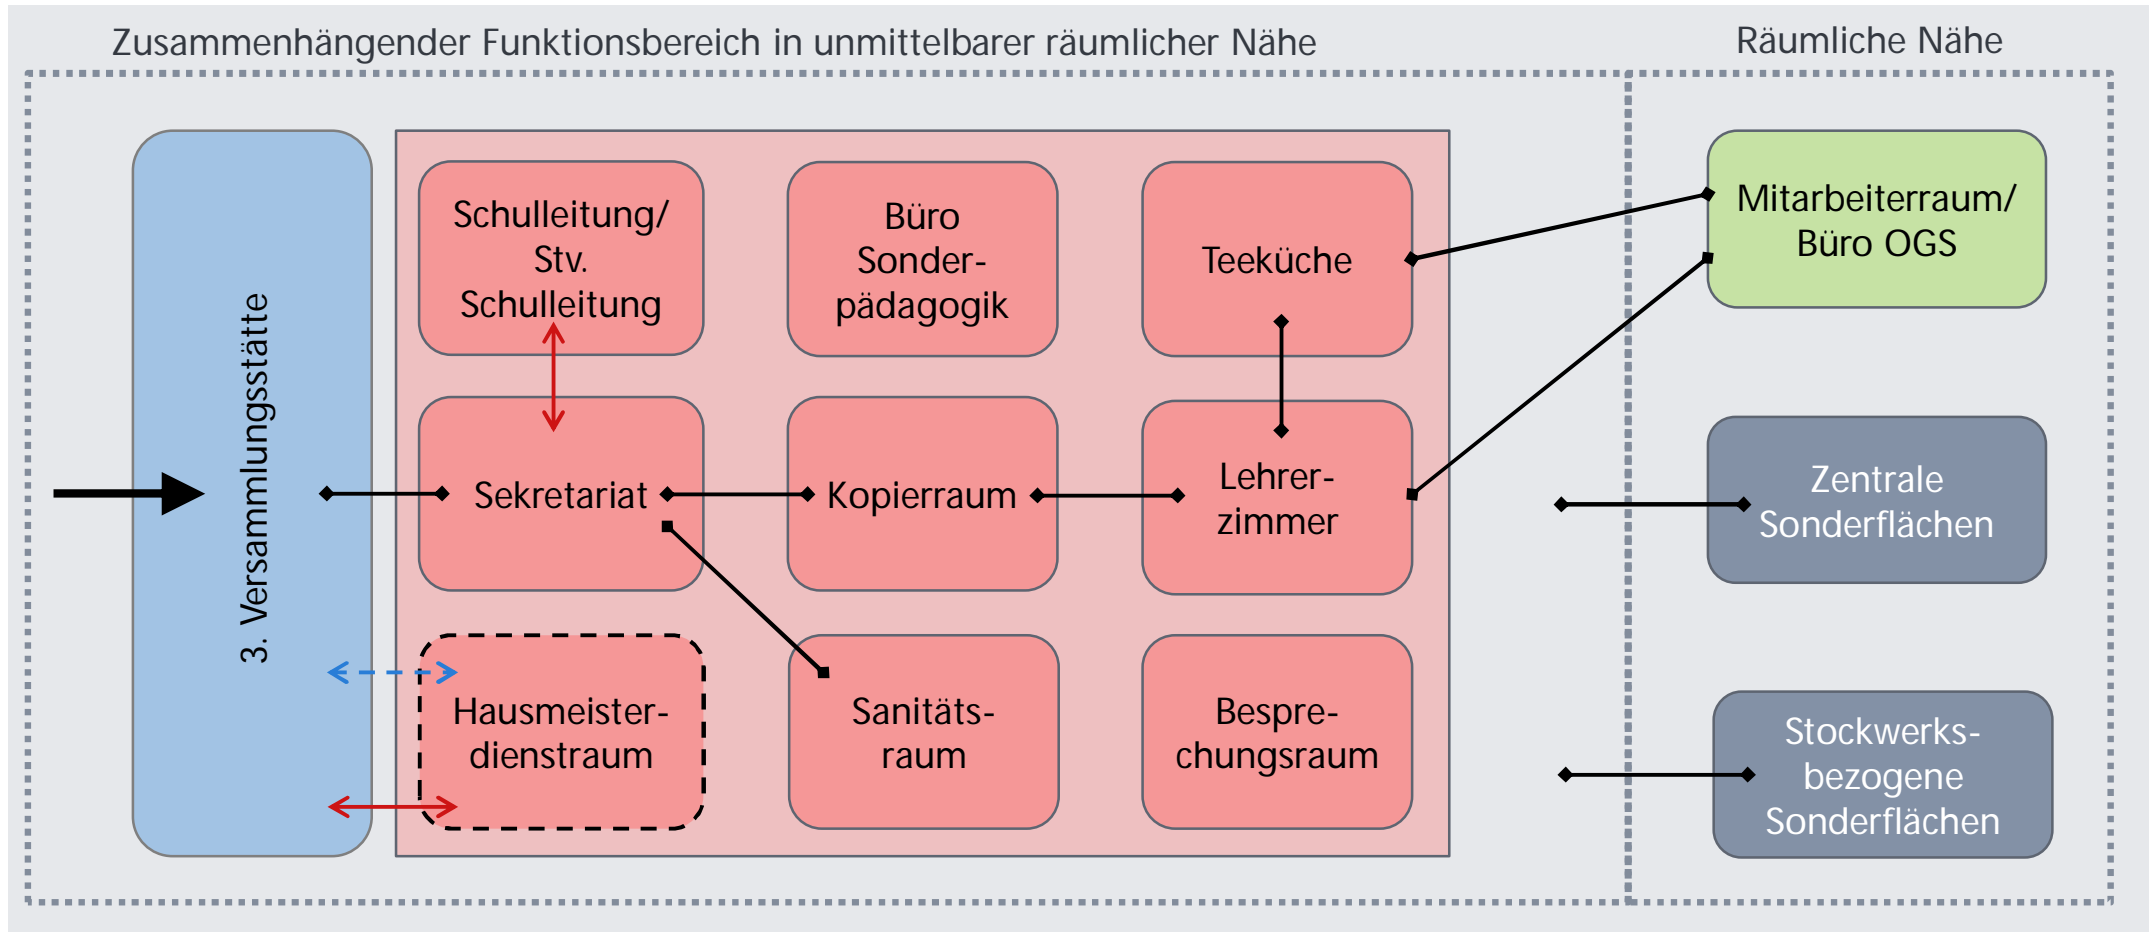 Zusammenhängender Funktionsbereich in unmittelbarer räumlicher Nähe
Räumliche Nähe
3. Versammlungsstätte
Schulleitung/
Stv.
Schulleitung
Büro
Sonder-
pädagogik
Teeküche
Mitarbeiterraum/
Büro OGS
Sekretariat
Kopierraum
Lehrer-
zimmer
Zentrale
Sonderflächen
Hausmeister-
dienstraum
Sanitäts-
raum
Bespre-
chungsraum
Stockwerks-
bezogene
Sonderflächen